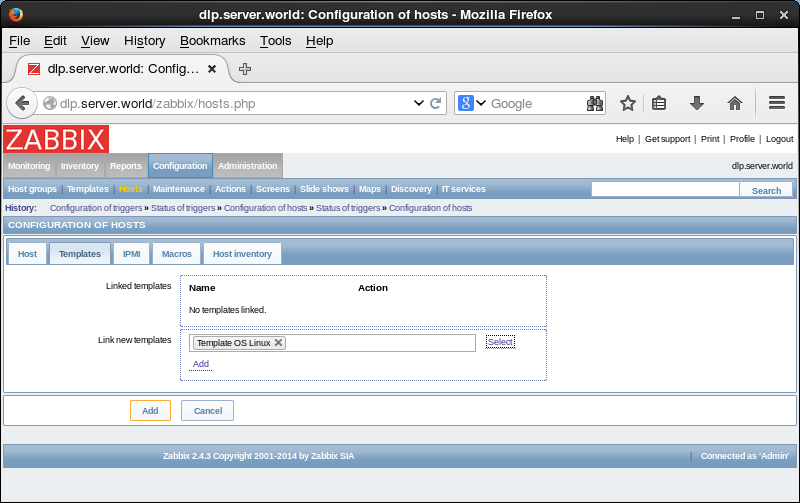 dlp.server.world: Configuration of hosts - Mozilla Firefox
File Edit View History Bookmarks Tools Help
dlp.server.world: Config...
dlp.server.world/zabbix/hosts.php Google
ZABBIX
Help | Get support | Print | Profile | Logout
Monitoring Inventory Reports Configuration Administration dlp.server.world
Host groups | Templates | Hosts | Maintenance | Actions | Screens | Slide shows | Maps | Discovery | IT services Search
History: Configuration of triggers » Status of triggers » Configuration of hosts » Status of triggers » Configuration of hosts
CONFIGURATION OF HOSTS
Host Templates IPMI Macros Host inventory
Linked templates Name Action
No templates linked.
Link new templates Template OS Linux Select
Add
Add Cancel
Zabbix 2.4.3 Copyright 2001-2014 by Zabbix SIA | Connected as 'Admin'